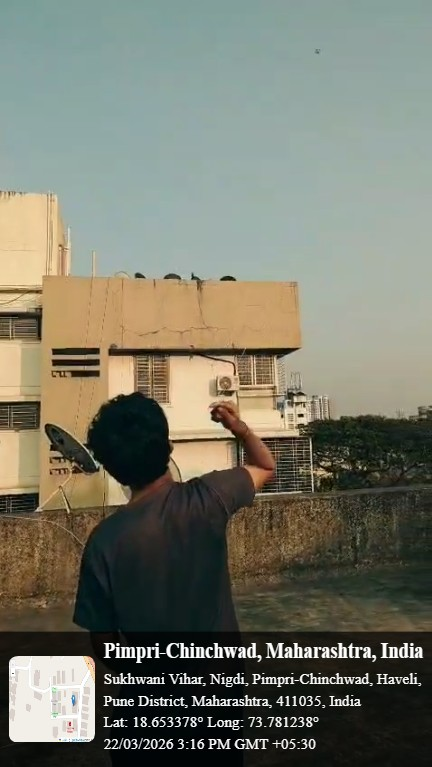 Pimpri-Chinchwad, Maharashtra, India
Sukhwani Vihar, Nigdi, Pimpri-Chinchwad, Haveli,
Pune District, Maharashtra, 411035, India
Lat: 18.653378° Long: 73.781238°
22/03/2026 3:16 PM GMT +05:30